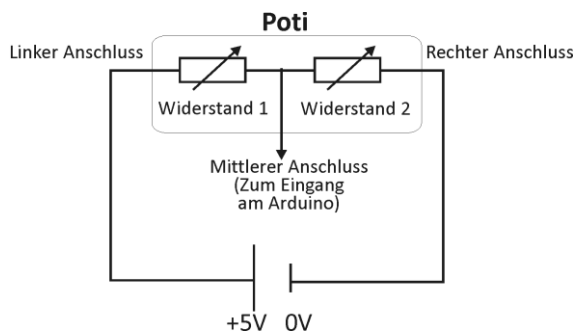 Poti
Linker Anschluss
Rechter Anschluss
Widerstand 1
Widerstand 2
Mittlerer Anschluss
(Zum Eingang
am Arduino)
+5V
0V